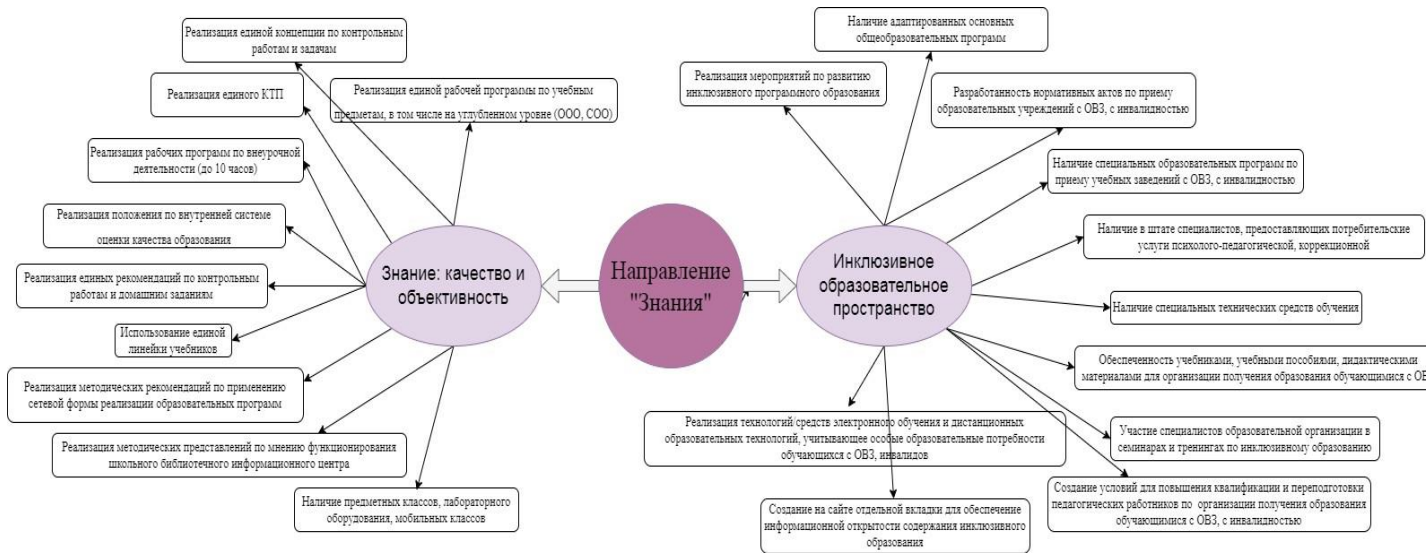 Реализация единой концепции по контрольным
работам и задачам
Реализация единого КТП
Реализация единой рабочей программы по учебным
предметам, в том числе на углубленном уровне (ООО, СОО)
Реализация рабочих программ по внеурочной
деятельности (до 10 часов)
Реализация положения по внутренней системе
оценки качества образования
Реализация единых рекомендаций по контрольным
работам и домашним заданиям
Использование единой
линейки учебников
Реализация методических рекомендаций по применению
сетевой формы реализации образовательных программ
Реализация методических представлений по мнению функционирования
школьного библиотечного информационного центра
Наличие предметных классов, лабораторного
оборудования, мобильных классов
Знание: качество и
объективность
Направление
"Знания"
Инклюзивное
образовательное
пространство
Наличие адаптированных основных
общеобразовательных программ
Реализация мероприятий по развитию
инклюзивного программного образования
Разработанность нормативных актов по приему
образовательных учреждений с ОВЗ, с инвалидностью
Наличие специальных образовательных программ по
приему учебных заведений с ОВЗ, с инвалидностью
Наличие в штате специалистов, предоставляющих потребительские
услуги психолого-педагогической, коррекционной
Наличие специальных технических средств обучения
Обеспеченность учебниками, учебными пособиями, дидактическими
материалами для организации получения образования обучающимися с ОВ
Участие специалистов образовательной организации в
семинарах и тренингах по инклюзивному образованию
Создание условий для повышения квалификации и переподготовки
педагогических работников по организации получения образования
обучающимися с ОВЗ, с инвалидностью
Реализация технологий/средств электронного обучения и дистанционных
образовательных технологий, учитывающее особые образовательные потребности
обучающихся с ОВЗ, инвалидов
Создание на сайте отдельной вкладки для обеспечение
информационной открытости содержания инклюзивного
образования